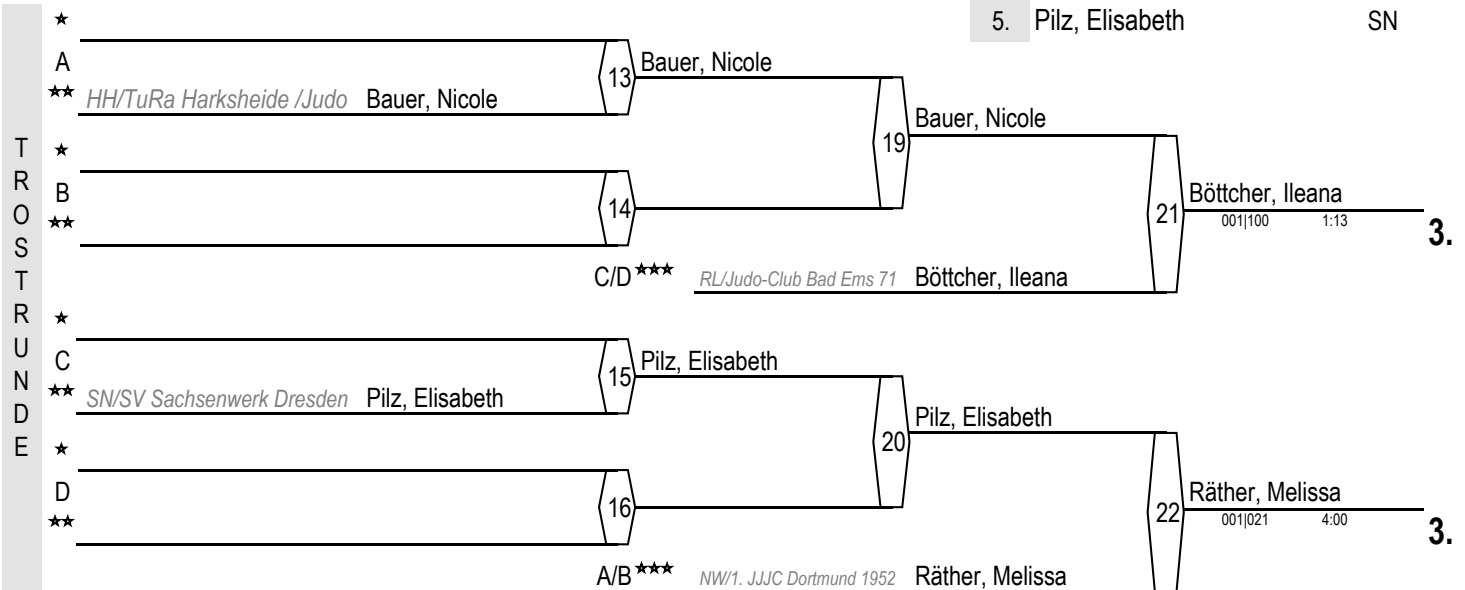 5. Pilz, Elisabeth SN
TROSTRUNDE
★
A
13 Bauer, Nicole
★★ HH/TuRa Harksheide /Judo Bauer, Nicole
Bauer, Nicole
19
★
B
14
★★
Böttcher, Ileana
21 001|100 1:13
3.
C/D ★★★ RL/Judo-Club Bad Ems 71 Böttcher, Ileana
★
C
15 Pilz, Elisabeth
★★ SN/SV Sachsenwerk Dresden Pilz, Elisabeth
Pilz, Elisabeth
20
★
D
16
★★
Räther, Melissa
22 001|021 4:00
3.
A/B ★★★ NW/1. JJJC Dortmund 1952 Räther, Melissa